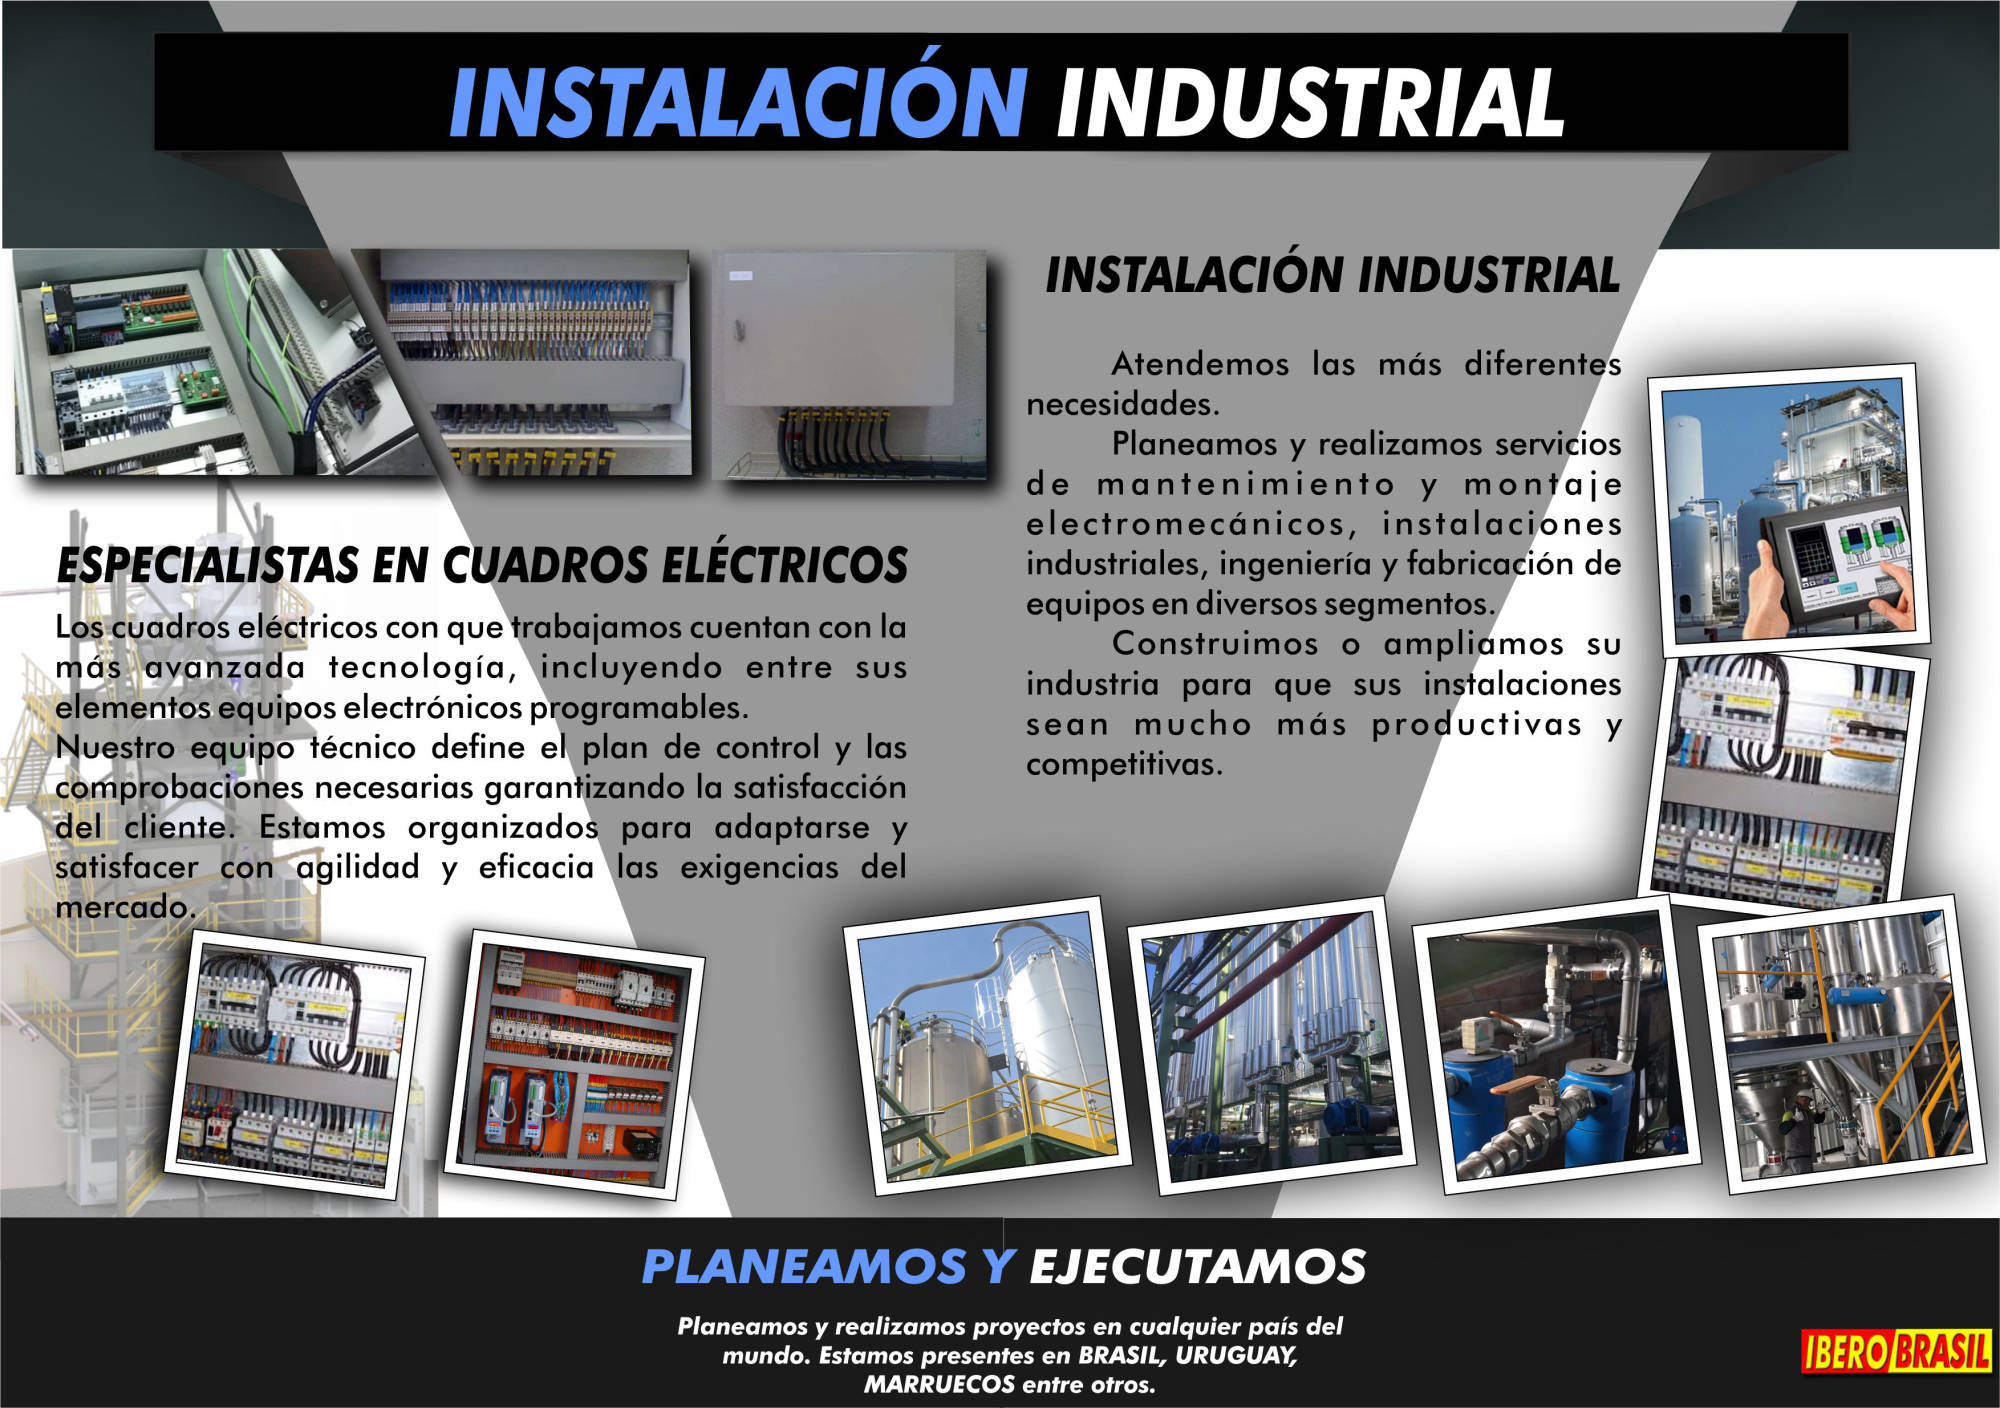 INSTALACIÓN INDUSTRIAL
ESPECIALISTAS EN CUADROS ELÉCTRICOS
Los cuadros eléctricos con que trabajamos cuentan con la
más avanzada tecnología, incluyendo entre sus
elementos equipos electrónicos programables.
Nuestro equipo técnico define el plan de control y las
comprobaciones necesarias garantizando la satisfacción
del cliente. Estamos organizados para adaptarse y
satisfacer con agilidad y eficacia las exigencias del
mercado.
INSTALACIÓN INDUSTRIAL
Atendemos las más diferentes
necesidades.
Planeamos y realizamos servicios
de mantenimiento y montaje
electromecánicos, instalaciones
industriales, ingeniería y fabricación de
equipos en diversos segmentos.
Construimos o ampliamos su
industria para que sus instalaciones
sean mucho más productivas y
competitivas.
PLANEAMOS Y EJECUTAMOS
Planeamos y realizamos proyectos en cualquier país del
mundo. Estamos presentes en BRASIL, URUGUAY,
MARRUECOS entre otros.
IBERO BRASIL